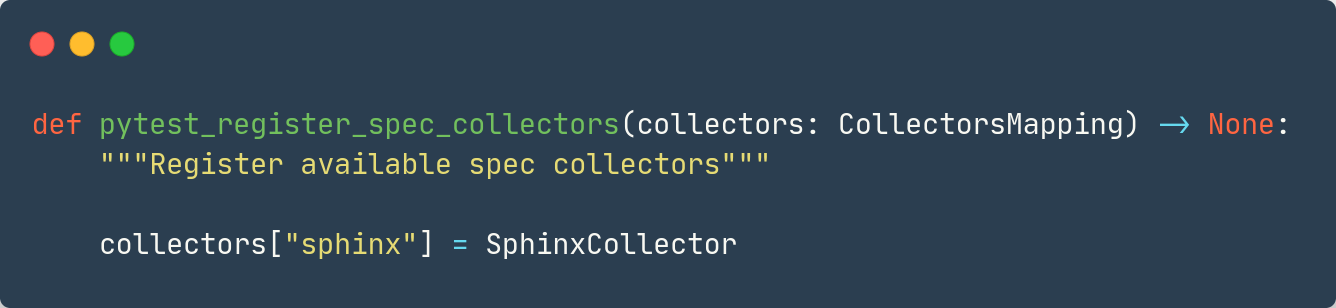 def pytest_register_spec_collectors(collectors: CollectorsMapping) -> None:
    """Register available spec collectors"""
    collectors["sphinx"] = SphinxCollector